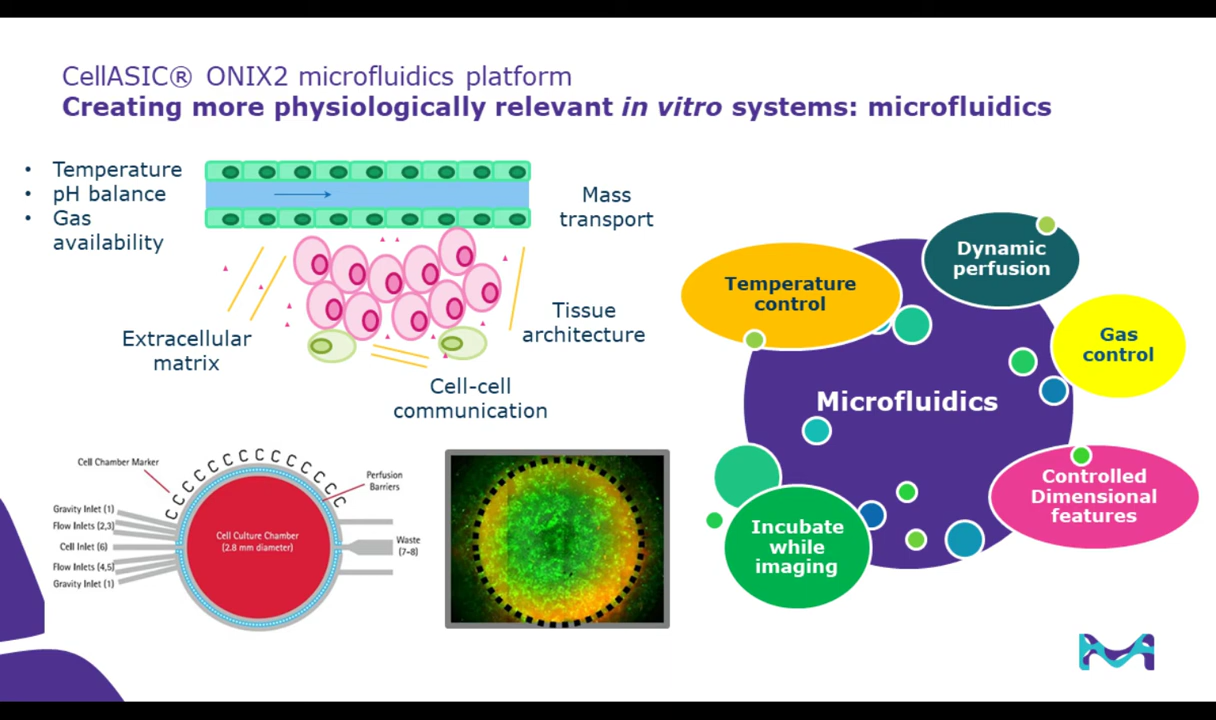 CellASIC® ONIX2 microfluidics platform
Creating more physiologically relevant in vitro systems: microfluidics
• Temperature
• pH balance
• Gas
availability
Mass
transport
Extracellular
matrix
Tissue
architecture
Cell-cell
communication
Cell Chamber Marker
C C C C C C C C C C C C C C C
Perfusion
Barriers
Gravity Inlet (1)
Flow Inlets (2,3)
Cell Inlet (6)
Flow Inlets (4,5)
Gravity Inlet (1)
Cell Culture Chamber
(2.8 mm diameter)
Waste
(7-8)
Temperature
control
Dynamic
perfusion
Gas
control
Microfluidics
Controlled
Dimensional
features
Incubate
while
imaging
M